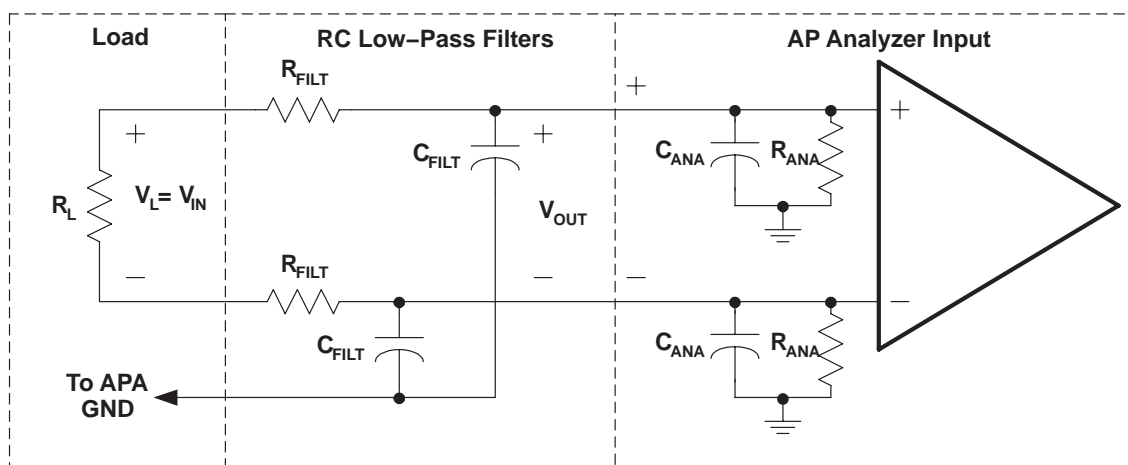 Load
RC Low–Pass Filters
AP Analyzer Input
R_FILT
+
+
+
+
C_FILT
C_ANA
R_ANA
R_L
V_L= V_IN
V_OUT
–
R_FILT
–
–
–
C_FILT
C_ANA
R_ANA
To APA
GND